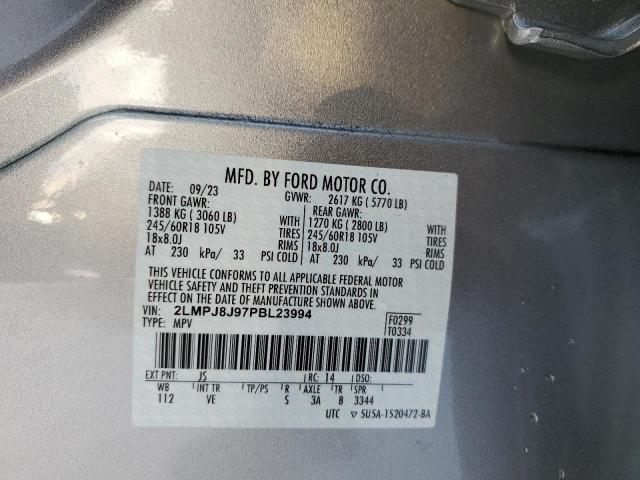 MFD. BY FORD MOTOR CO.
DATE: 09/23 GVWR: 2617 KG ( 5770 LB)
FRONT GAWR: REAR GAWR:
1388 KG ( 3060 LB) WITH 1270 KG ( 2800 LB) WITH
245/60R18 105V TIRES 245/60R18 105V TIRES
18x8.0J RIMS 18x8.0J RIMS
AT 230 kPa/ 33 PSI COLD AT 230 kPa/ 33 PSI COLD
THIS VEHICLE CONFORMS TO ALL APPLICABLE FEDERAL MOTOR
VEHICLE SAFETY AND THEFT PREVENTION STANDARDS IN
EFFECT ON THE DATE OF MANUFACTURE SHOWN ABOVE.
VIN: 2LMPJ8J97PBL23994 F0299
TYPE: MPV T0334
EXT PNT: JS RC: 14 DSO:
WB INT TR TP/PS R AXLE TR SPR
112 VE S 3A 8 3344
UTC ▽ 5U5A-1520472-BA